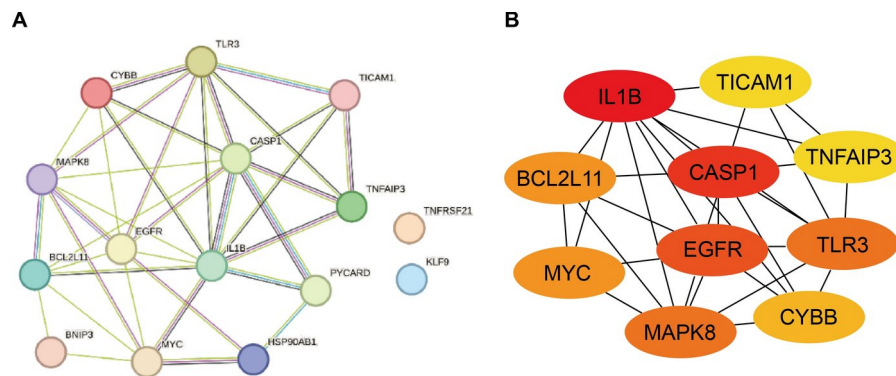 A
TLR3
CYBB
TICAM1
CASP1
MAPK8
TNFAIP3
TNFRSF21
EGFR
IL1B
BCL2L11
KLF9
PYCARD
BNIP3
MYC
HSP90AB1
B
IL1B
TICAM1
TNFAIP3
BCL2L11
CASP1
EGFR
TLR3
MYC
CYBB
MAPK8